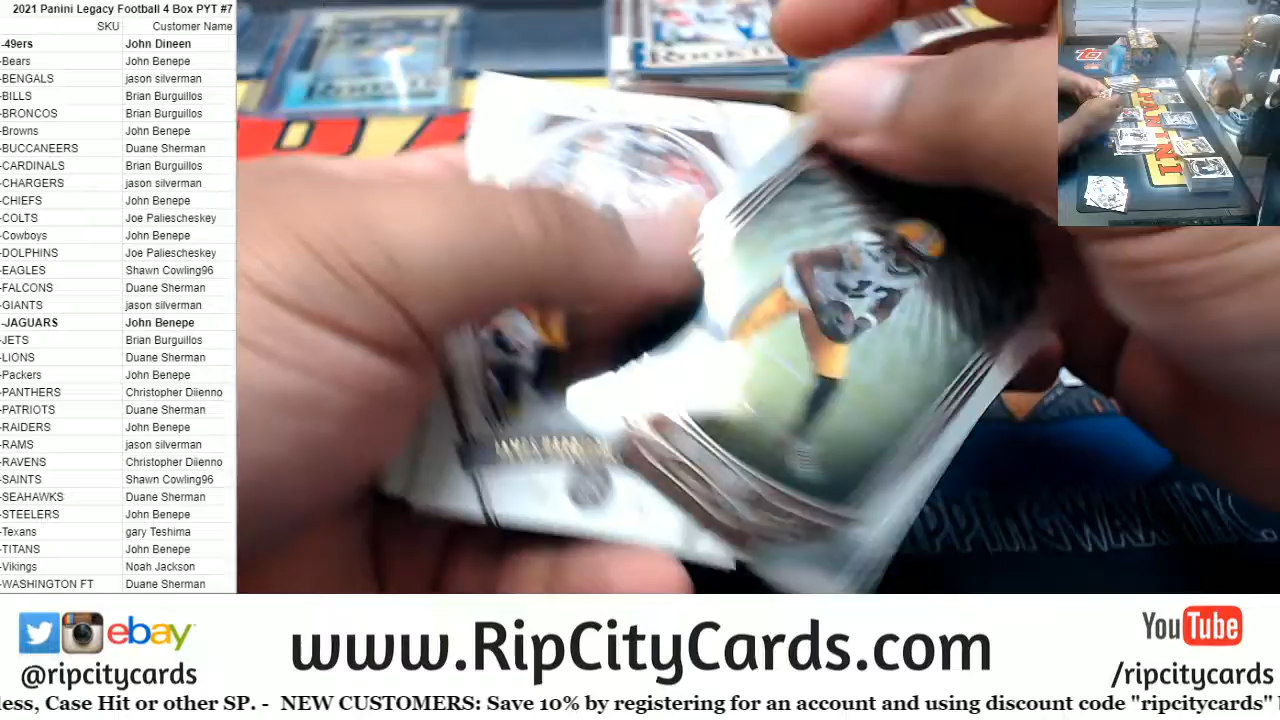 2021 Panini Legacy Football 4 Box PYT #7
SKU Customer Name
-49ers John Dineen
-Bears John Benepe
-BENGALS jason silverman
-BILLS Brian Burguillos
-BRONCOS Brian Burguillos
-Browns John Benepe
-BUCCANEERS Duane Sherman
-CARDINALS Brian Burguillos
-CHARGERS jason silverman
-CHIEFS John Benepe
-COLTS Joe Paliescheskey
-Cowboys John Benepe
-DOLPHINS Joe Paliescheskey
-EAGLES Shawn Cowling96
-FALCONS Duane Sherman
-GIANTS jason silverman
-JAGUARS John Benepe
-JETS Brian Burguillos
-LIONS Duane Sherman
-Packers John Benepe
-PANTHERS Christopher Diienno
-PATRIOTS Duane Sherman
-RAIDERS John Benepe
-RAMS jason silverman
-RAVENS Christopher Diienno
-SAINTS Shawn Cowling96
-SEAHAWKS Duane Sherman
-STEELERS John Benepe
-Texans gary Teshima
-TITANS John Benepe
-Vikings Noah Jackson
-WASHINGTON FT Duane Sherman
PANINI
ebay
@ripcitycards
www.RipCityCards.com
YouTube
/ripcitycards
less, Case Hit or other SP. - NEW CUSTOMERS: Save 10% by registering for an account and using discount code "ripcitycards"